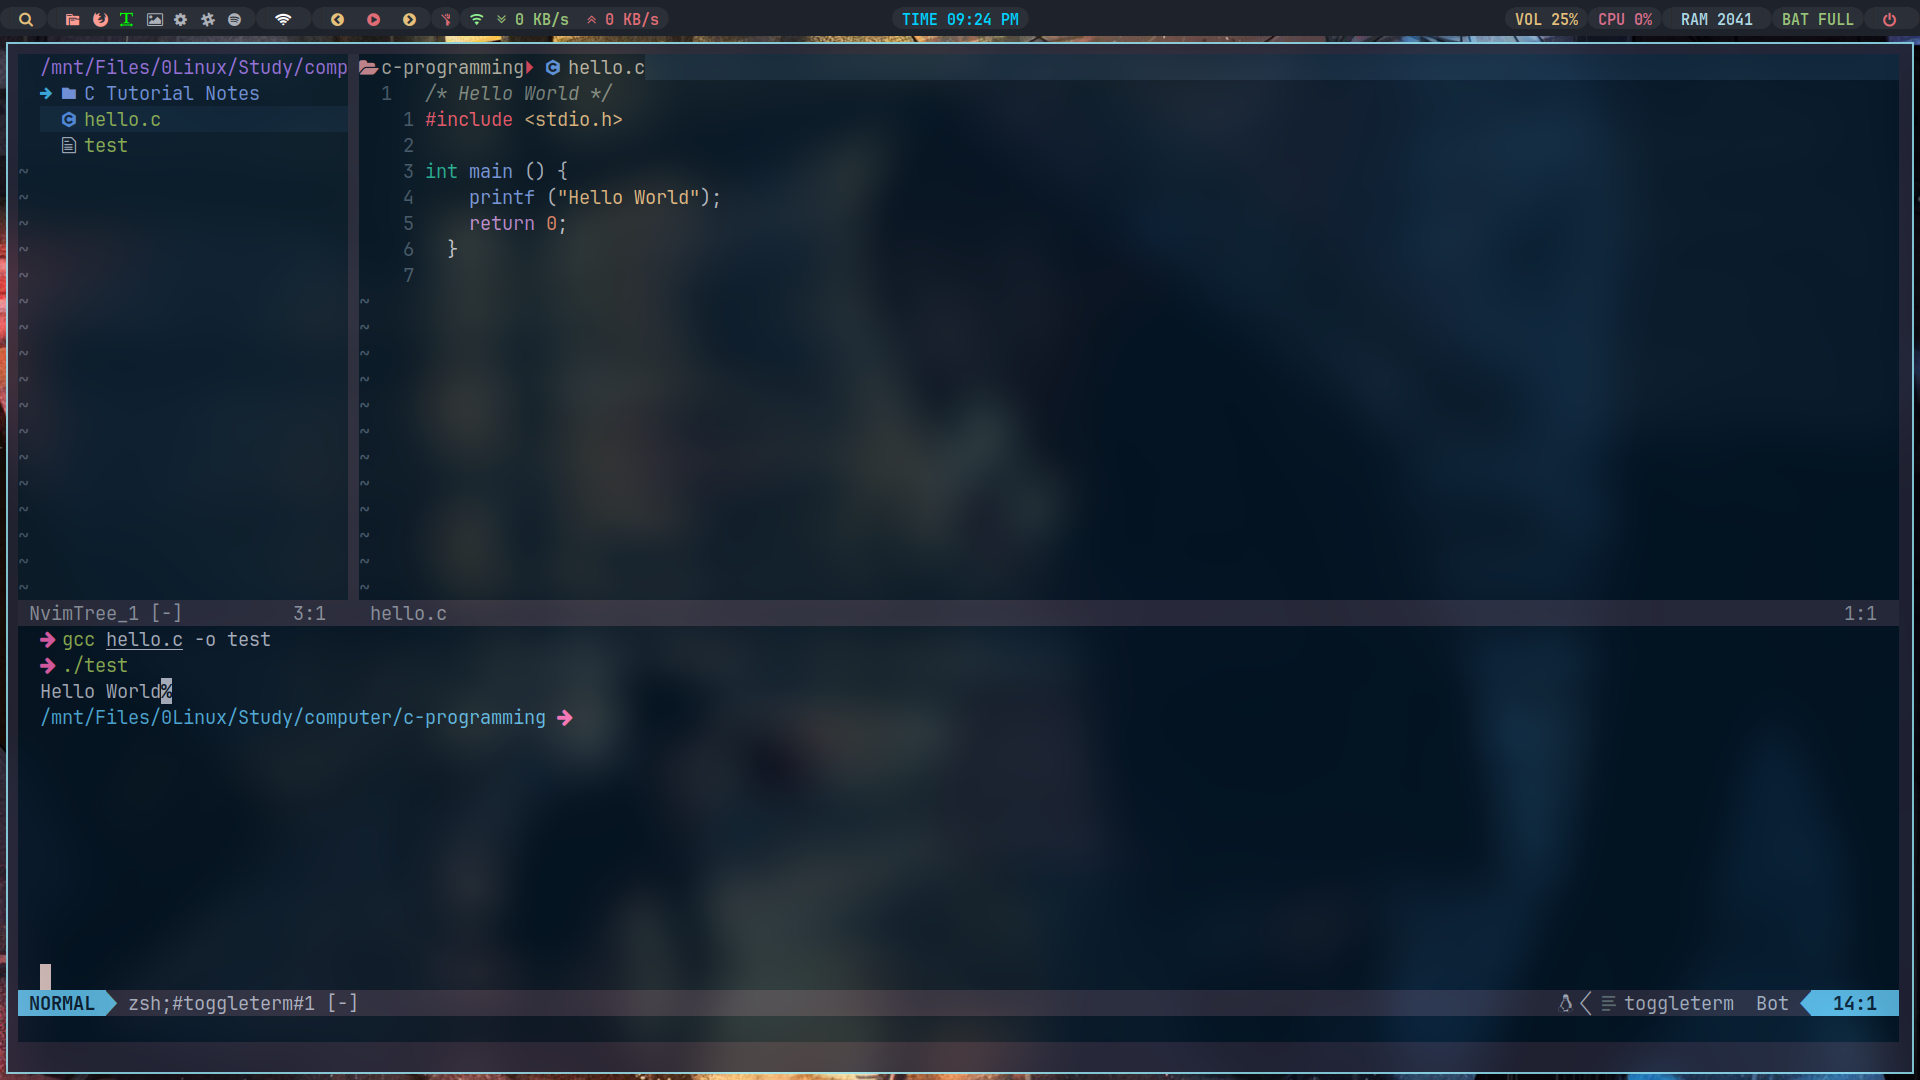 0 KB/s 0 KB/s TIME 09:24 PM VOL 25% CPU 0% RAM 2041 BAT FULL
/mnt/Files/0Linux/Study/comp
C Tutorial Notes
hello.c
test
c-programming hello.c
1 /* Hello World */
1 #include <stdio.h>
2
3 int main () {
4 printf ("Hello World");
5 return 0;
6 }
7
NvimTree_1 [-] 3:1 hello.c 1:1
gcc hello.c -o test
./test
Hello World%
/mnt/Files/0Linux/Study/computer/c-programming
NORMAL zsh;#toggleterm#1 [-] toggleterm Bot 14:1